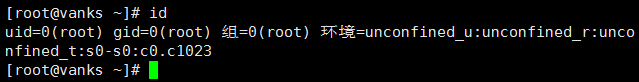 [root@vanks ~]# id
uid=0(root) gid=0(root) 组=0(root) 环境=unconfined_u:unconfined_r:unco
nfined_t:s0-s0:c0.c1023
[root@vanks ~]#